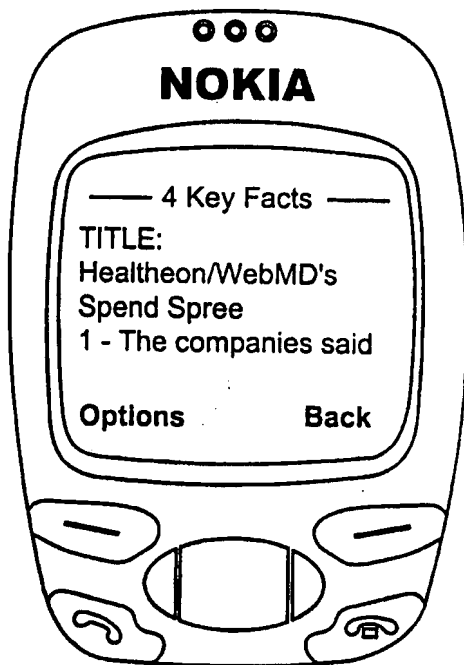 NOKIA
4 Key Facts
TITLE:
Healtheon/WebMD's
Spend Spree
1 - The companies said
Options Back